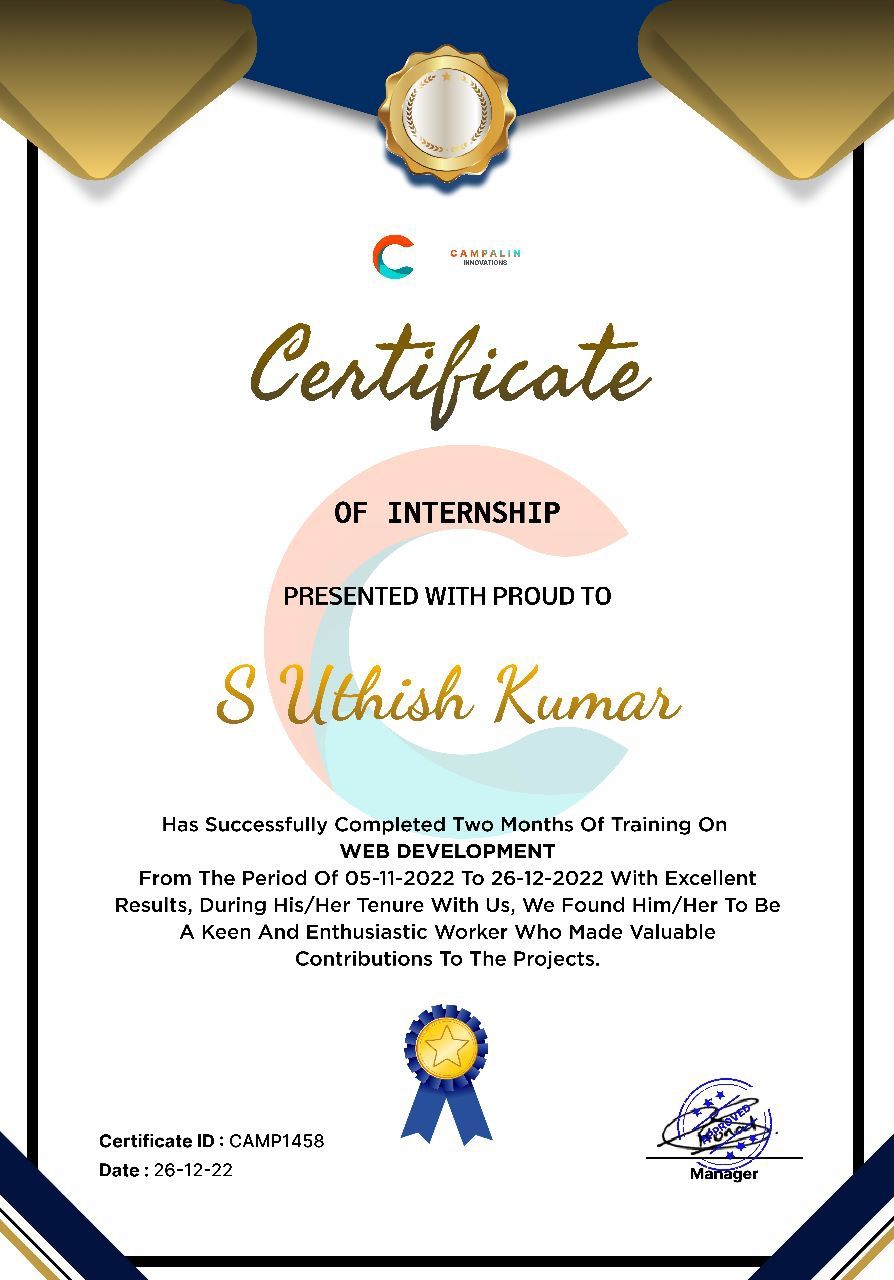 CAMPALIN
INNOVATIONS
Certificate
OF INTERNSHIP
PRESENTED WITH PROUD TO
S Uthish Kumar
Has Successfully Completed Two Months Of Training On
WEB DEVELOPMENT
From The Period Of 05-11-2022 To 26-12-2022 With Excellent
Results, During His/Her Tenure With Us, We Found Him/Her To Be
A Keen And Enthusiastic Worker Who Made Valuable
Contributions To The Projects.
Certificate ID : CAMP1458
Date : 26-12-22
APPROVED
Manager